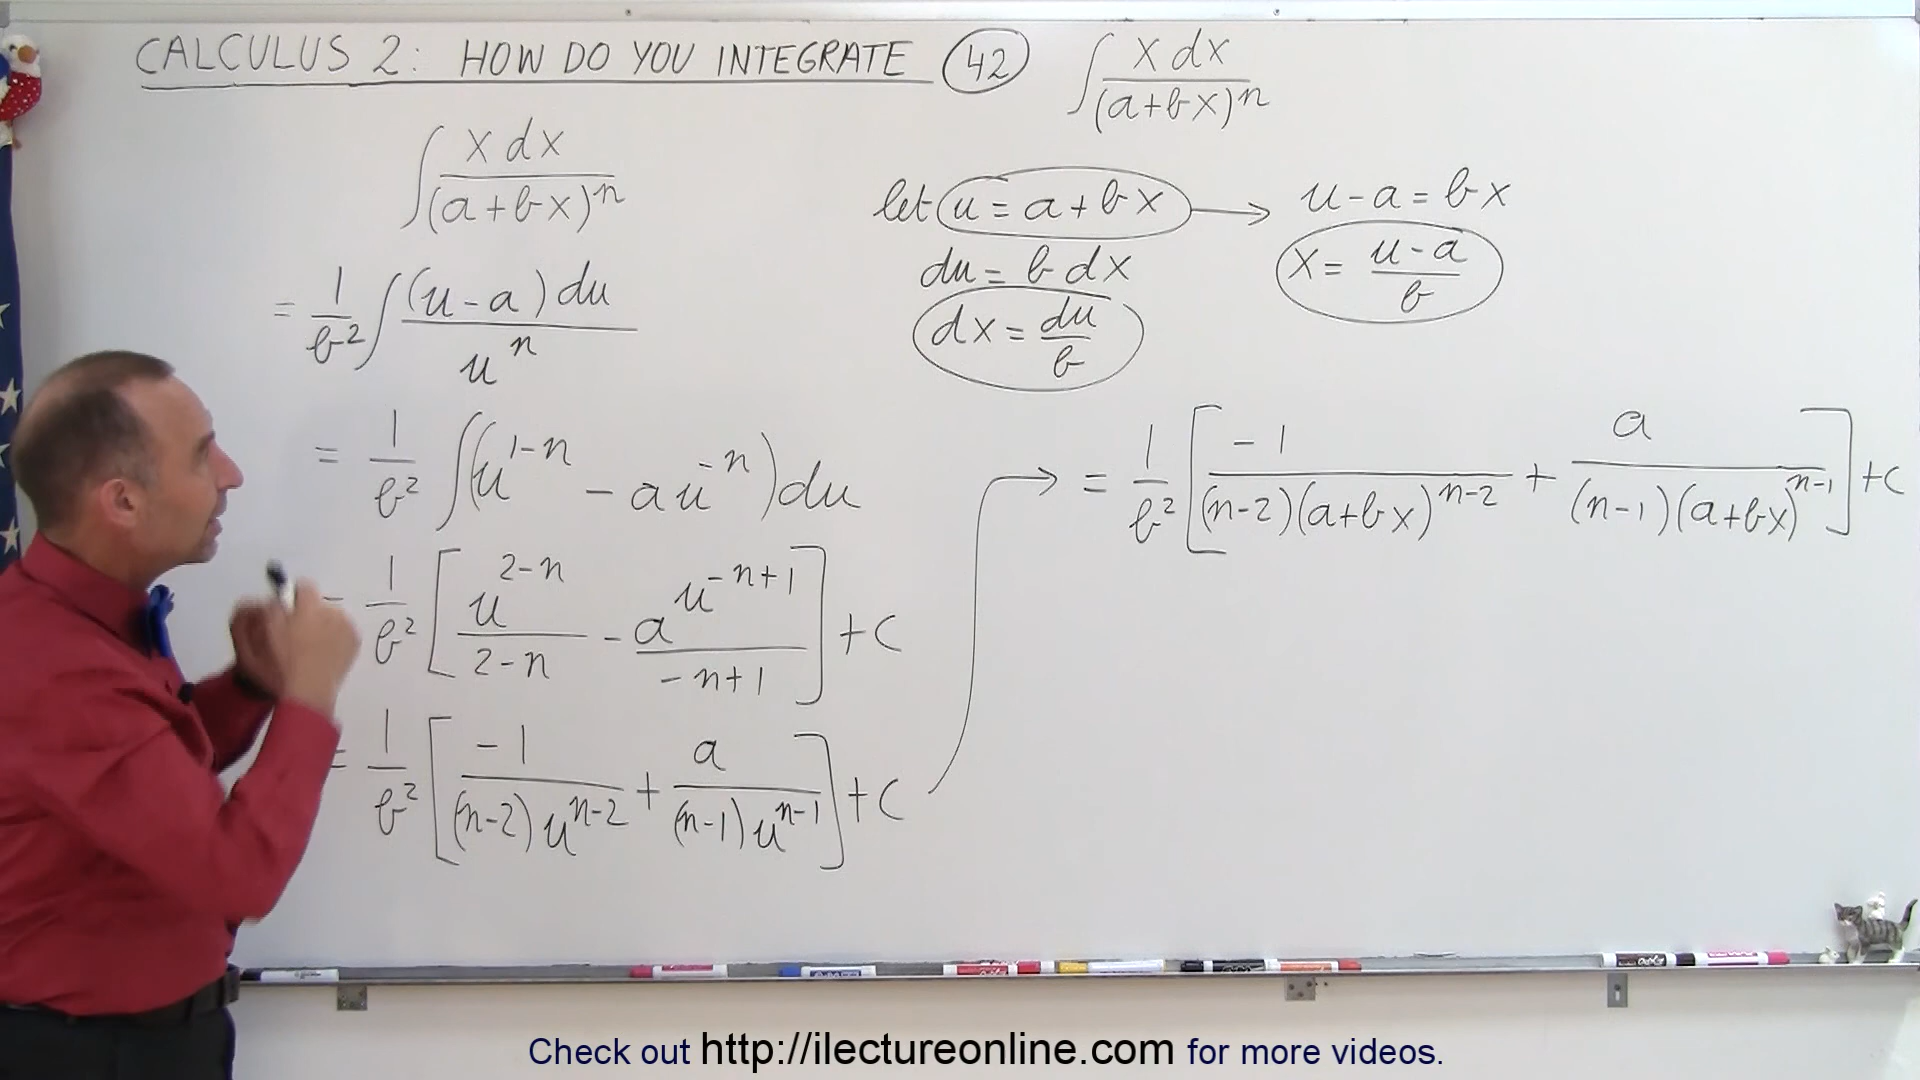 CALCULUS 2: HOW DO YOU INTEGRATE (42) ∫ x dx / (a+bx)^n
∫ x dx / (a+bx)^n
= 1/b² ∫ (u-a) du / u^n
= 1/b² ∫ (u^(1-n) - a u^(-n)) du
= 1/b² [ u^(2-n) / (2-n) - a u^(-n+1) / (-n+1) ] + C
= 1/b² [ -1 / ((n-2) u^(n-2)) + a / ((n-1) u^(n-1)) ] + C
let u = a+bx → u-a = bx
du = b dx
x = (u-a)/b
dx = du/b
→ = 1/b² [ -1 / ((n-2)(a+bx)^(n-2)) + a / ((n-1)(a+bx)^(n-1)) ] + C
Check out http://ilectureonline.com for more videos.